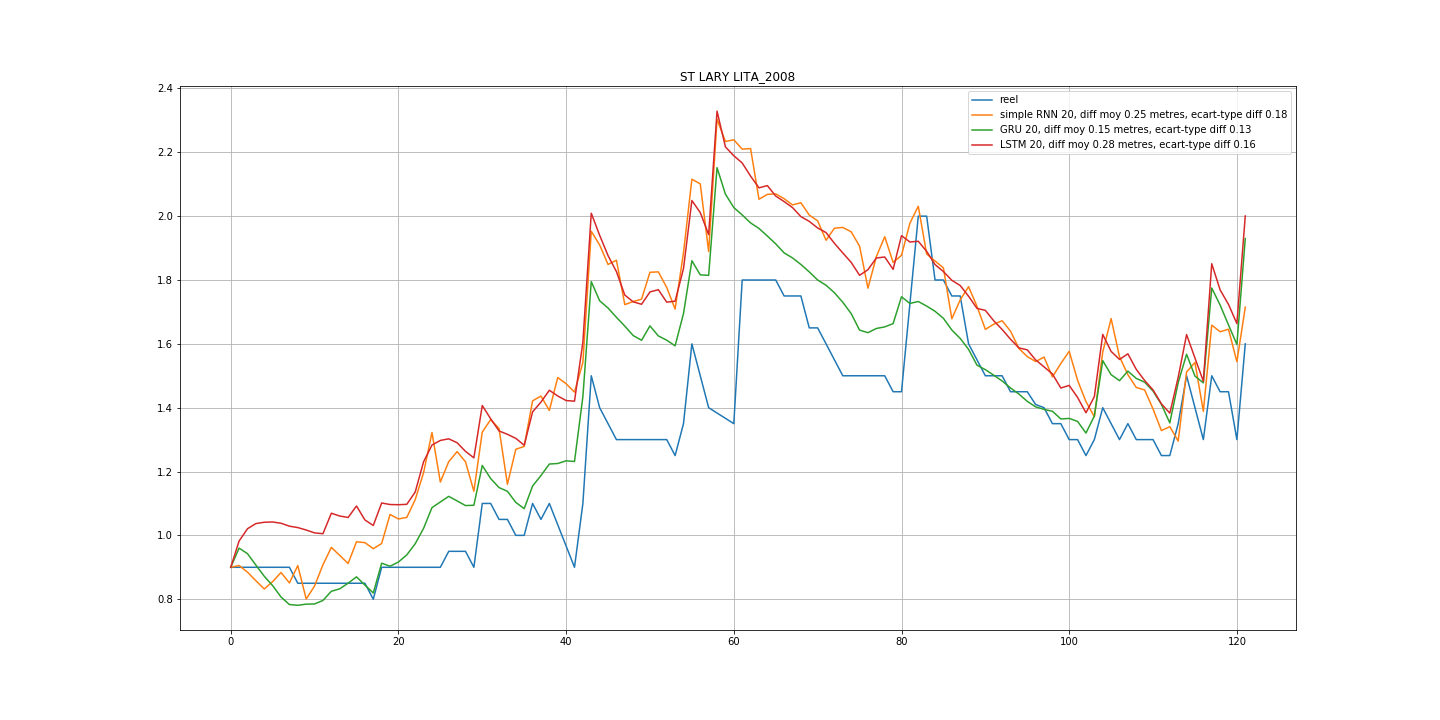 ST LARY LITA_2008
reel
simple RNN 20, diff moy 0.25 metres, ecart-type diff 0.18
GRU 20, diff moy 0.15 metres, ecart-type diff 0.13
LSTM 20, diff moy 0.28 metres, ecart-type diff 0.16
2.4
2.2
2.0
1.8
1.6
1.4
1.2
1.0
0.8
0 20 40 60 80 100 120